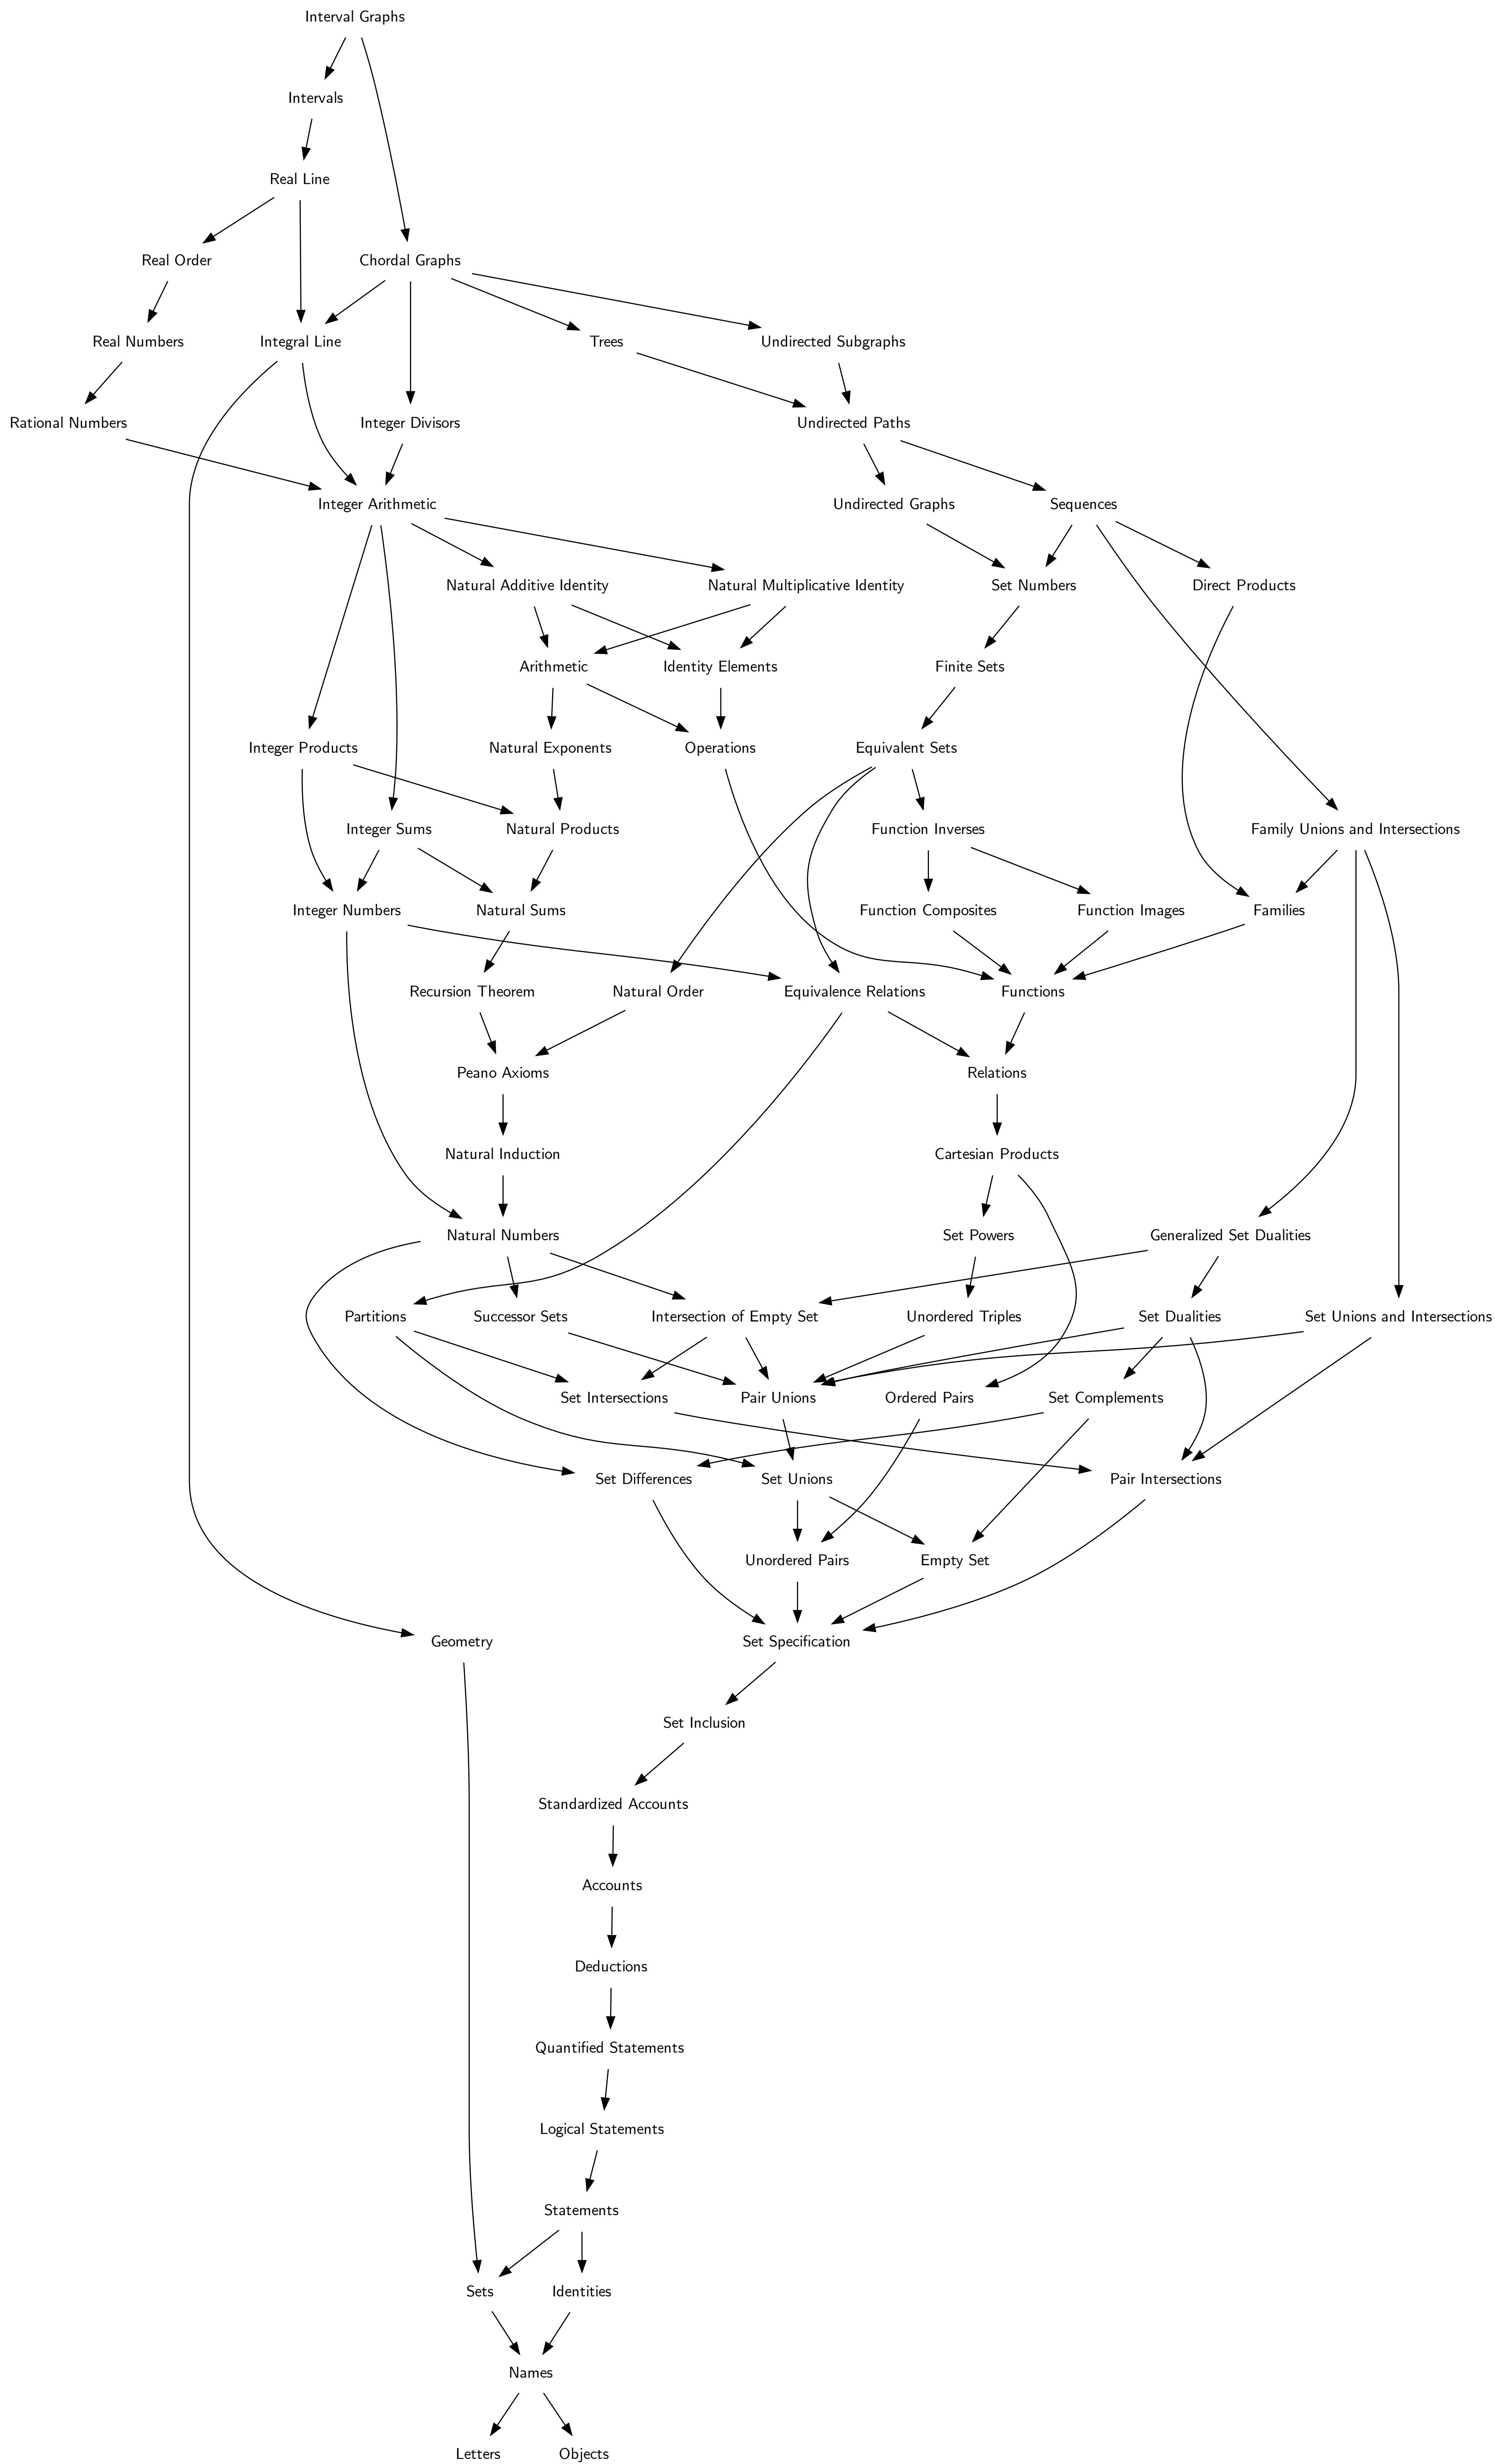 Interval Graphs
Intervals
Real Line
Real Order
Chordal Graphs
Real Numbers
Integral Line
Trees
Undirected Subgraphs
Rational Numbers
Integer Divisors
Undirected Paths
Integer Arithmetic
Undirected Graphs
Sequences
Natural Additive Identity
Natural Multiplicative Identity
Set Numbers
Direct Products
Arithmetic
Identity Elements
Finite Sets
Integer Products
Natural Exponents
Operations
Equivalent Sets
Integer Sums
Natural Products
Function Inverses
Family Unions and Intersections
Integer Numbers
Natural Sums
Function Composites
Function Images
Families
Recursion Theorem
Natural Order
Equivalence Relations
Functions
Peano Axioms
Relations
Natural Induction
Cartesian Products
Natural Numbers
Set Powers
Generalized Set Dualities
Partitions
Successor Sets
Intersection of Empty Set
Unordered Triples
Set Dualities
Set Unions and Intersections
Set Intersections
Pair Unions
Ordered Pairs
Set Complements
Set Differences
Set Unions
Pair Intersections
Unordered Pairs
Empty Set
Geometry
Set Specification
Set Inclusion
Standardized Accounts
Accounts
Deductions
Quantified Statements
Logical Statements
Statements
Sets
Identities
Names
Letters
Objects